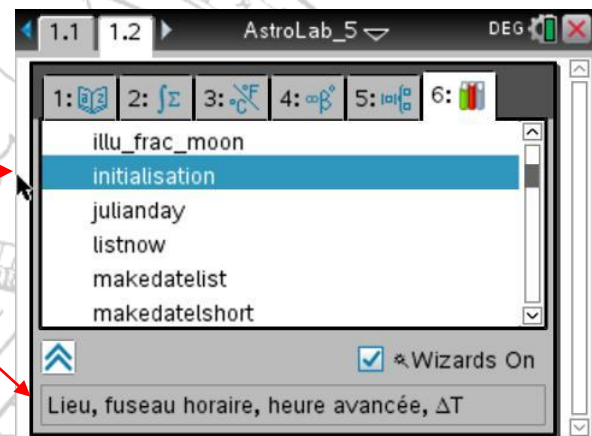 1.1 1.2 AstroLab_5 DEG
1: 2: ∫Σ 3: °C °F 4: ∞β° 5: 6:
illu_frac_moon
initialisation
julianday
listnow
makedatelist
makedatelshort
Wizards On
Lieu, fuseau horaire, heure avancée, ΔT